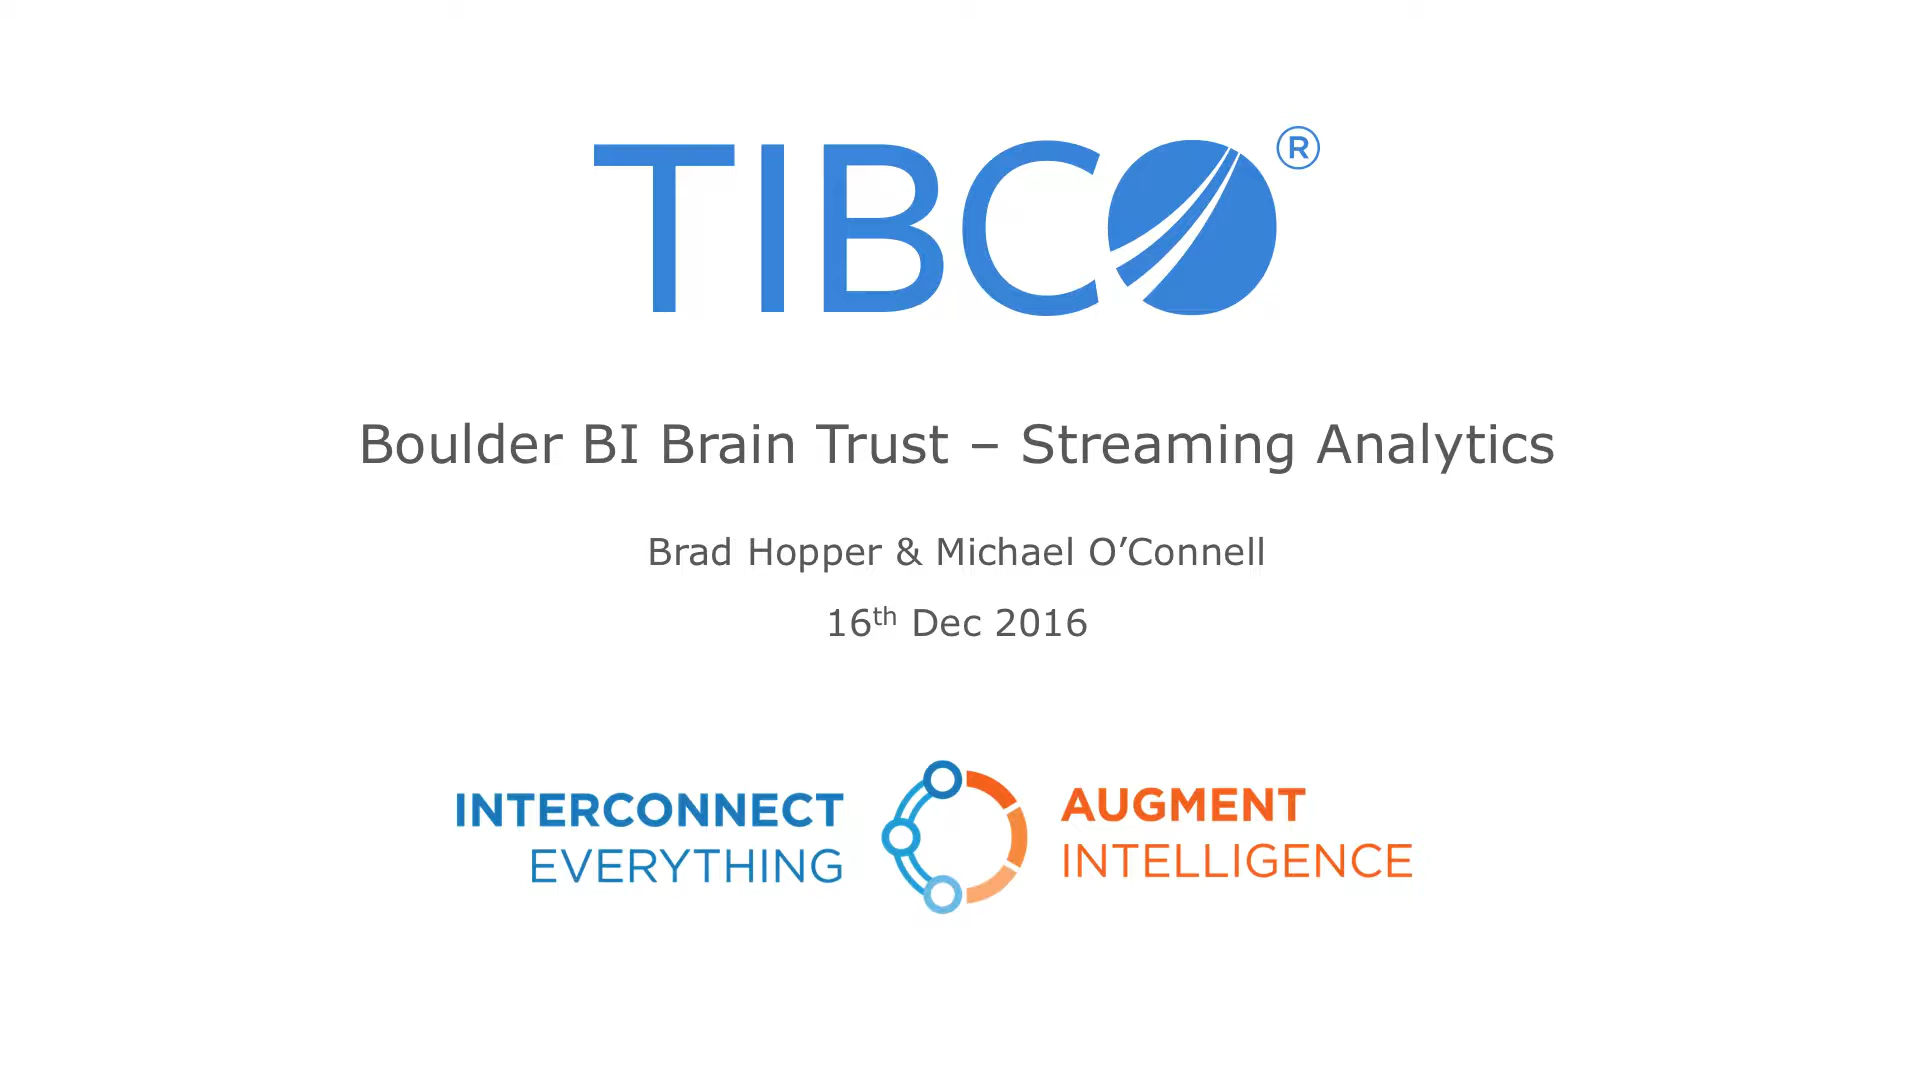 TIBCO®
Boulder BI Brain Trust – Streaming Analytics
Brad Hopper & Michael O’Connell
16th Dec 2016
INTERCONNECT
EVERYTHING
AUGMENT
INTELLIGENCE